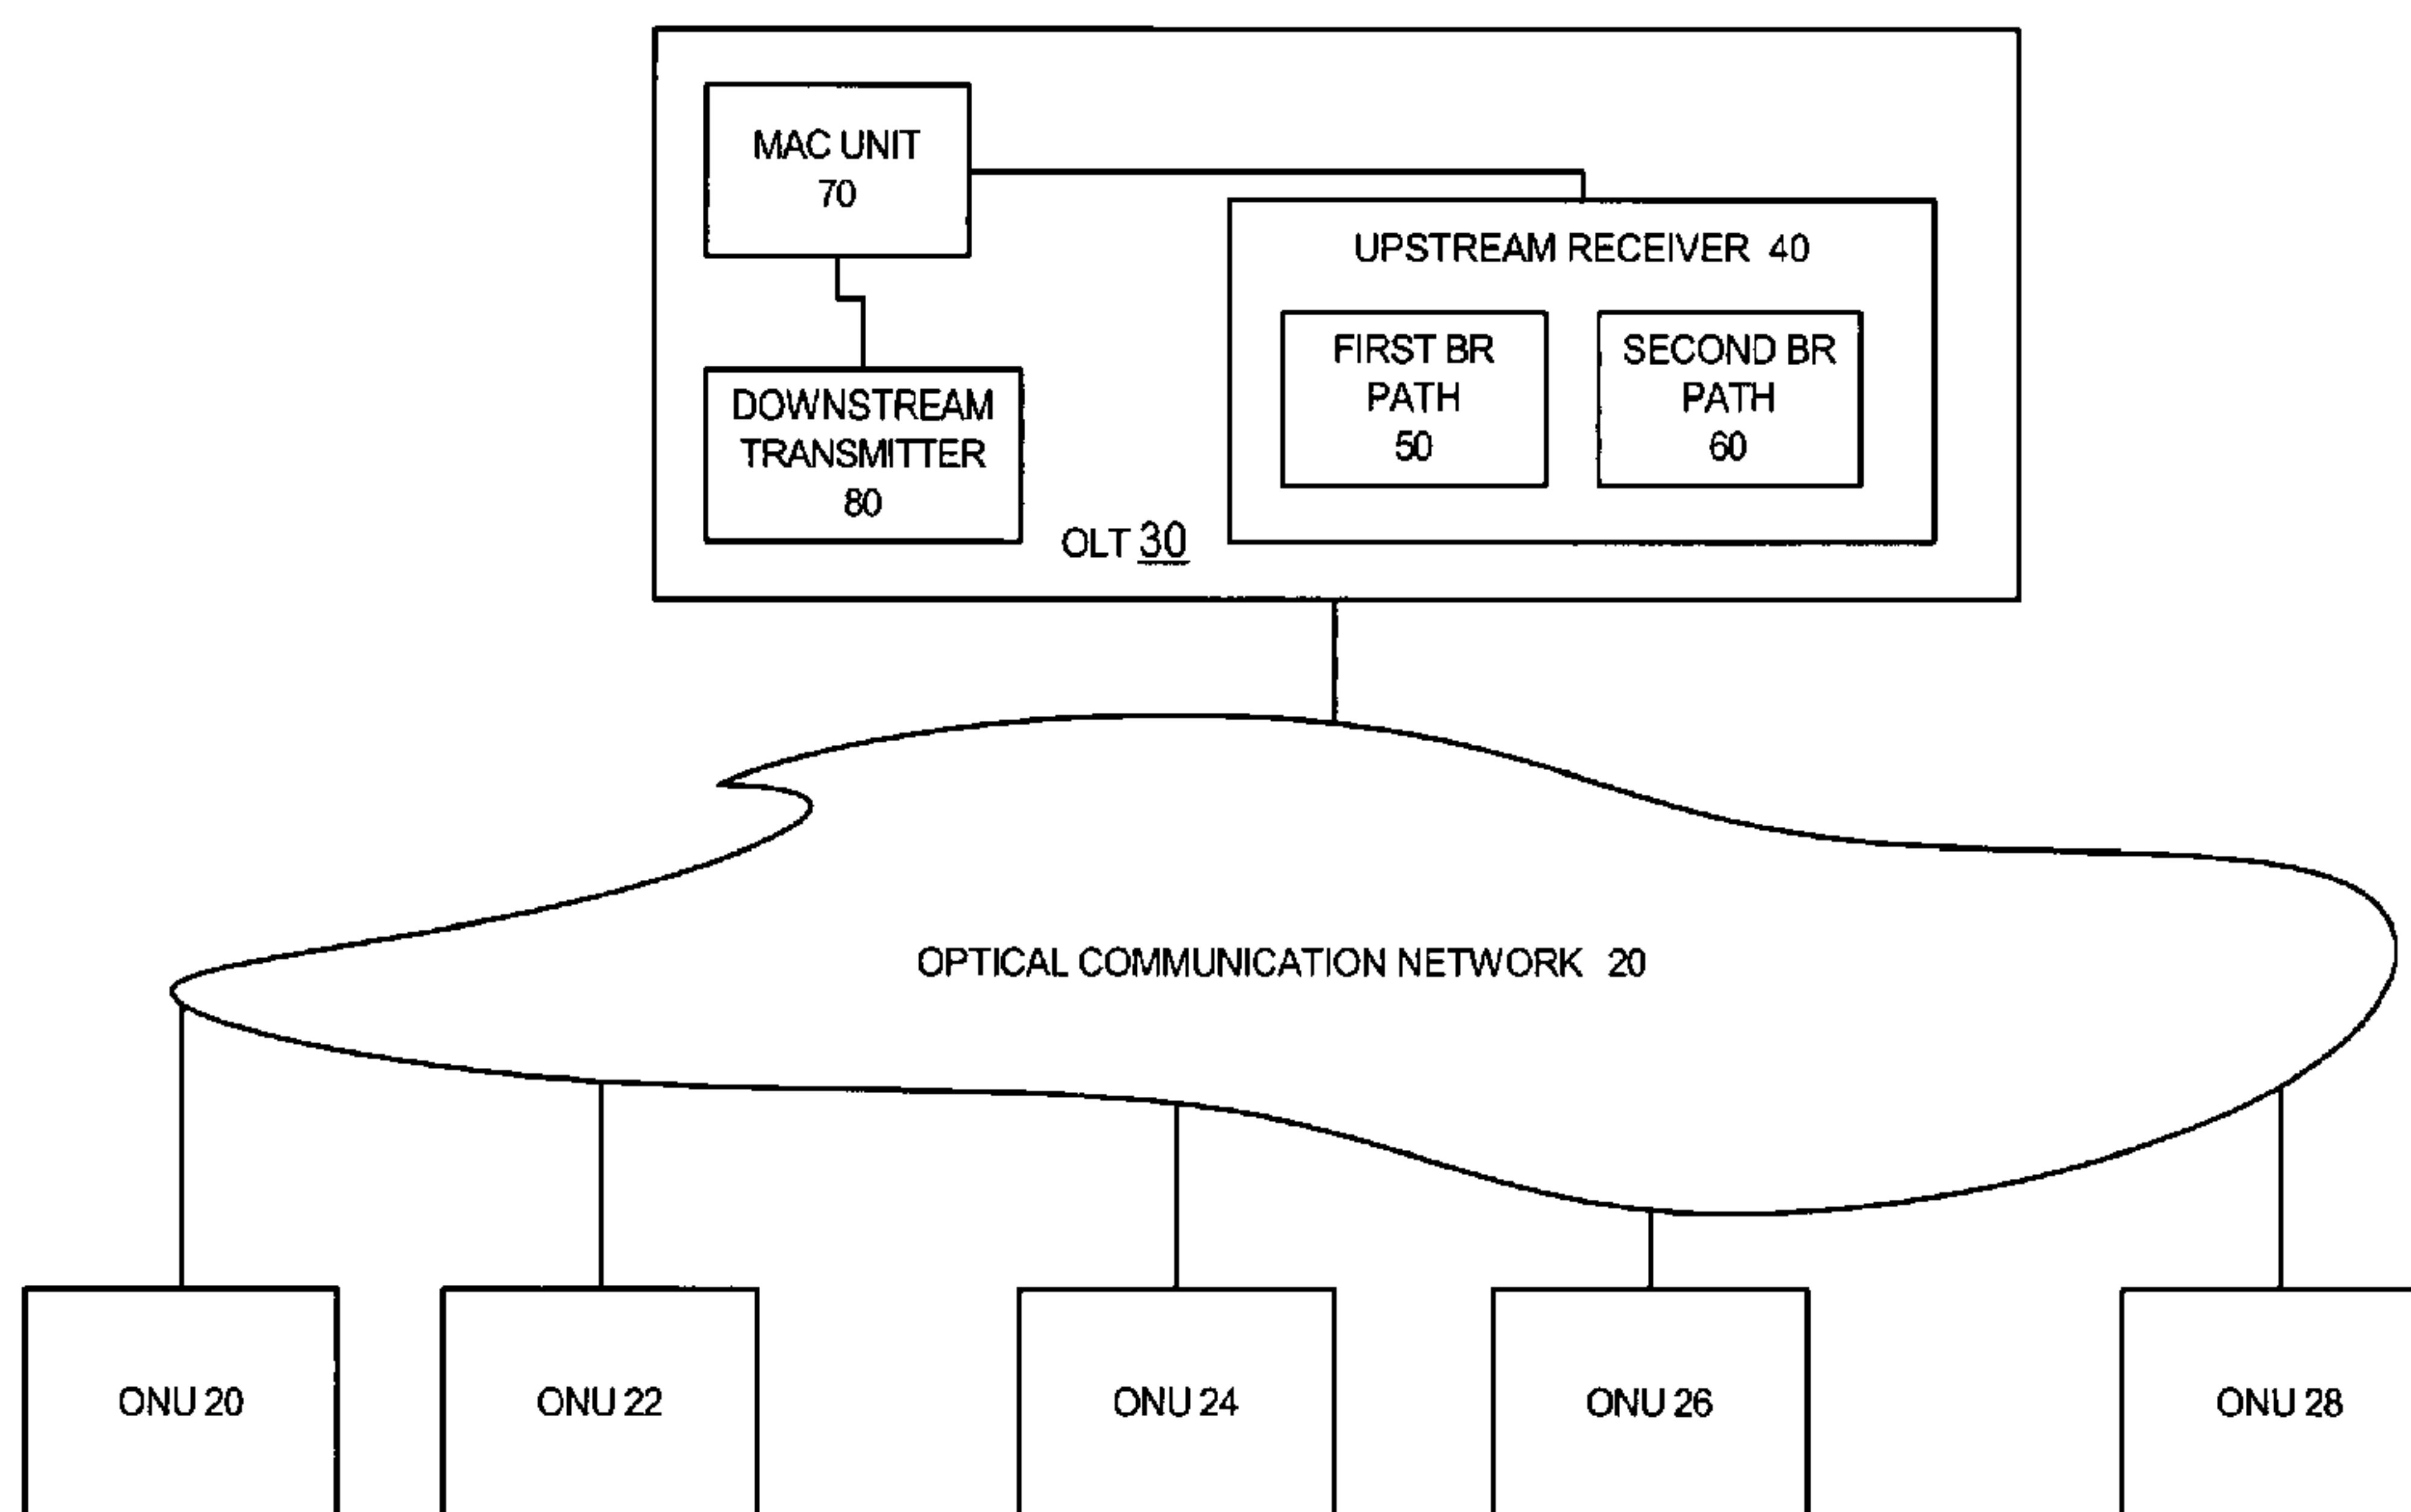 MAC UNIT
70
UPSTREAM RECEIVER 40
FIRST BR
PATH
50
SECOND BR
PATH
60
DOWNSTREAM
TRANSMITTER
80
OLT 30
OPTICAL COMMUNICATION NETWORK 20
ONU 20
ONU 22
ONU 24
ONU 26
ONU 28